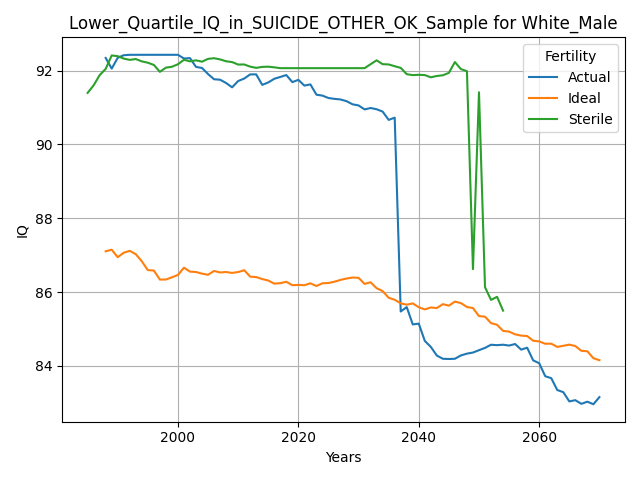 Lower_Quartile_IQ_in_SUICIDE_OTHER_OK_Sample for White_Male
Fertility
Actual
Ideal
Sterile
92
90
88
86
84
IQ
2000
2020
2040
2060
Years